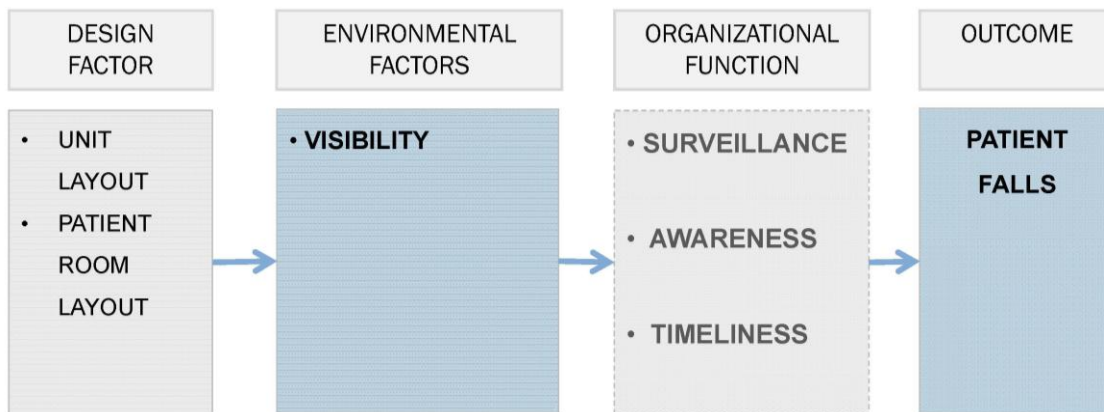 DESIGN
FACTOR
ENVIRONMENTAL
FACTORS
ORGANIZATIONAL
FUNCTION
OUTCOME
• UNIT
LAYOUT
• PATIENT
ROOM
LAYOUT
• VISIBILITY
• SURVEILLANCE
• AWARENESS
• TIMELINESS
PATIENT
FALLS